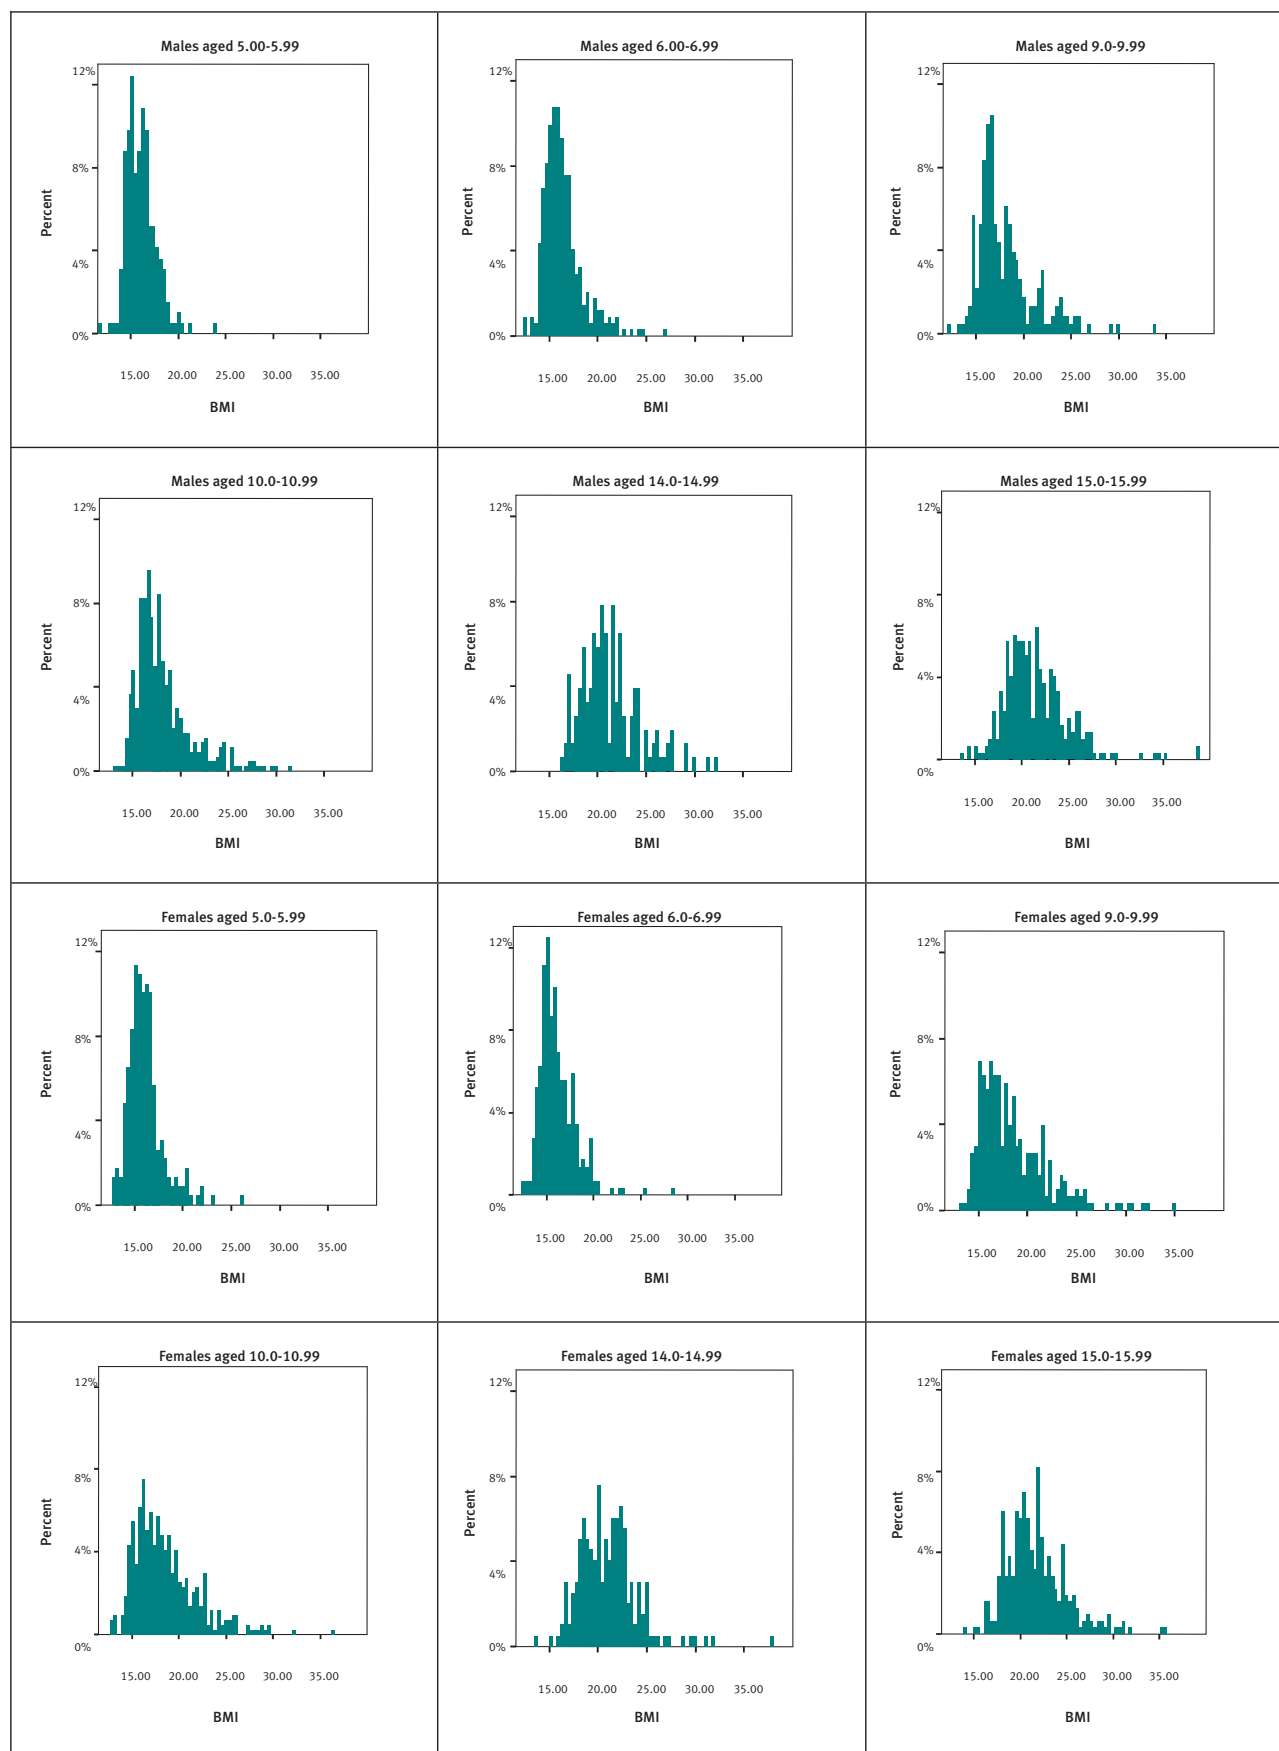 Males aged 5.00-5.99
12%
8%
4%
0%
Percent
15.00 20.00 25.00 30.00 35.00
BMI
Males aged 6.00-6.99
12%
8%
4%
0%
Percent
15.00 20.00 25.00 30.00 35.00
BMI
Males aged 9.0-9.99
12%
8%
4%
0%
Percent
15.00 20.00 25.00 30.00 35.00
BMI
Males aged 10.0-10.99
12%
8%
4%
0%
Percent
15.00 20.00 25.00 30.00 35.00
BMI
Males aged 14.0-14.99
12%
8%
4%
0%
Percent
15.00 20.00 25.00 30.00 35.00
BMI
Males aged 15.0-15.99
12%
8%
4%
0%
Percent
15.00 20.00 25.00 30.00 35.00
BMI
Females aged 5.0-5.99
12%
8%
4%
0%
Percent
15.00 20.00 25.00 30.00 35.00
BMI
Females aged 6.0-6.99
12%
8%
4%
0%
Percent
15.00 20.00 25.00 30.00 35.00
BMI
Females aged 9.0-9.99
12%
8%
4%
0%
Percent
15.00 20.00 25.00 30.00 35.00
BMI
Females aged 10.0-10.99
12%
8%
4%
0%
Percent
15.00 20.00 25.00 30.00 35.00
BMI
Females aged 14.0-14.99
12%
8%
4%
0%
Percent
15.00 20.00 25.00 30.00 35.00
BMI
Females aged 15.0-15.99
12%
8%
4%
0%
Percent
15.00 20.00 25.00 30.00 35.00
BMI